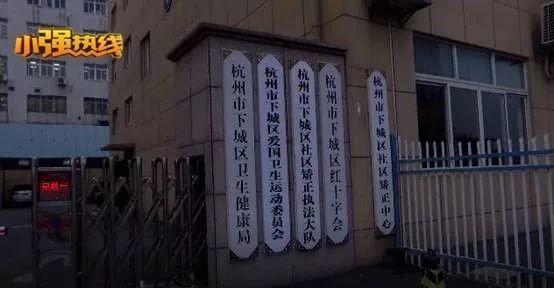 小强热线
杭州市下城区卫生健康局
杭州市下城区爱国卫生运动委员会
杭州市下城区社区矫正执法大队
杭州市下城区红十字会
杭州市下城区社区矫正中心